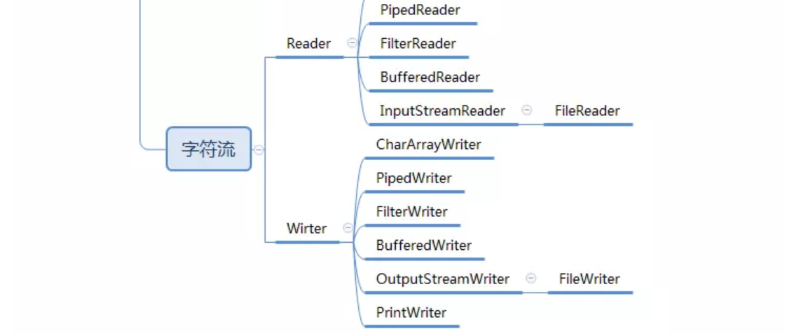 PipedReader
Reader
FilterReader
BufferedReader
InputStreamReader
FileReader
字符流
CharArrayWriter
PipedWriter
Wirter
FilterWriter
BufferedWriter
OutputStreamWriter
FileWriter
PrintWriter